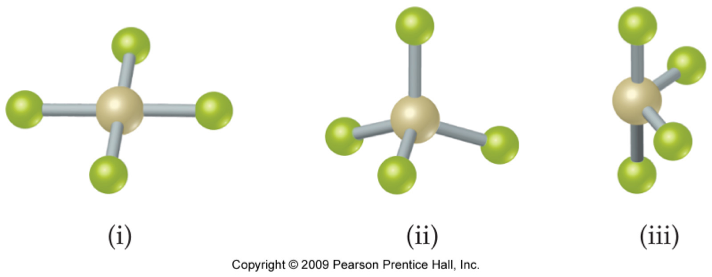 (i) (ii) (iii)
Copyright © 2009 Pearson Prentice Hall, Inc.